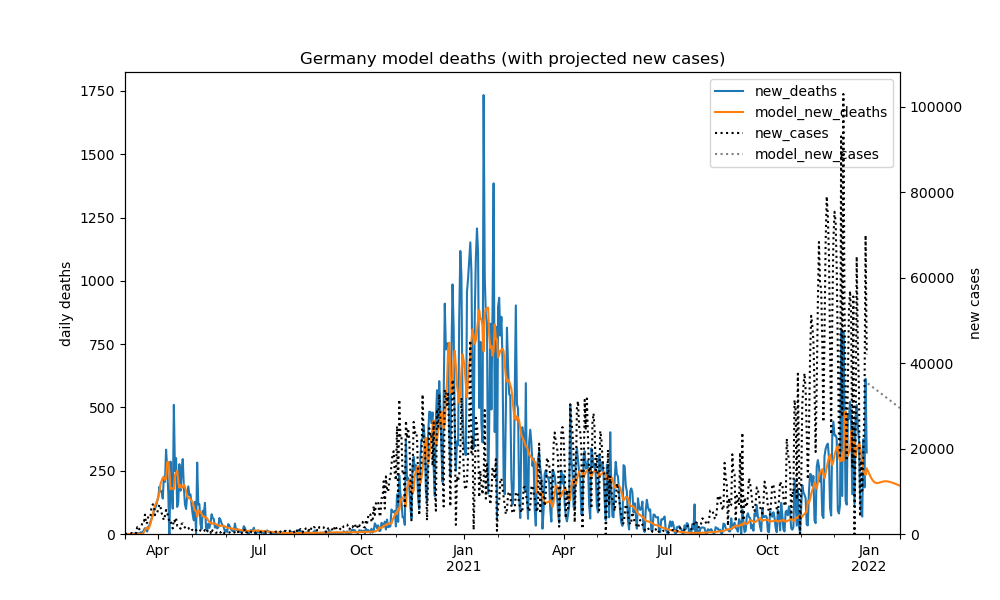 Germany model deaths (with projected new cases)
1750
1500
1250
1000
750
500
250
0
daily deaths
new_deaths
model_new_deaths
new_cases
model_new_cases
100000
80000
60000
40000
20000
0
new cases
Apr
Jul
Oct
Jan
2021
Apr
Jul
Oct
Jan
2022